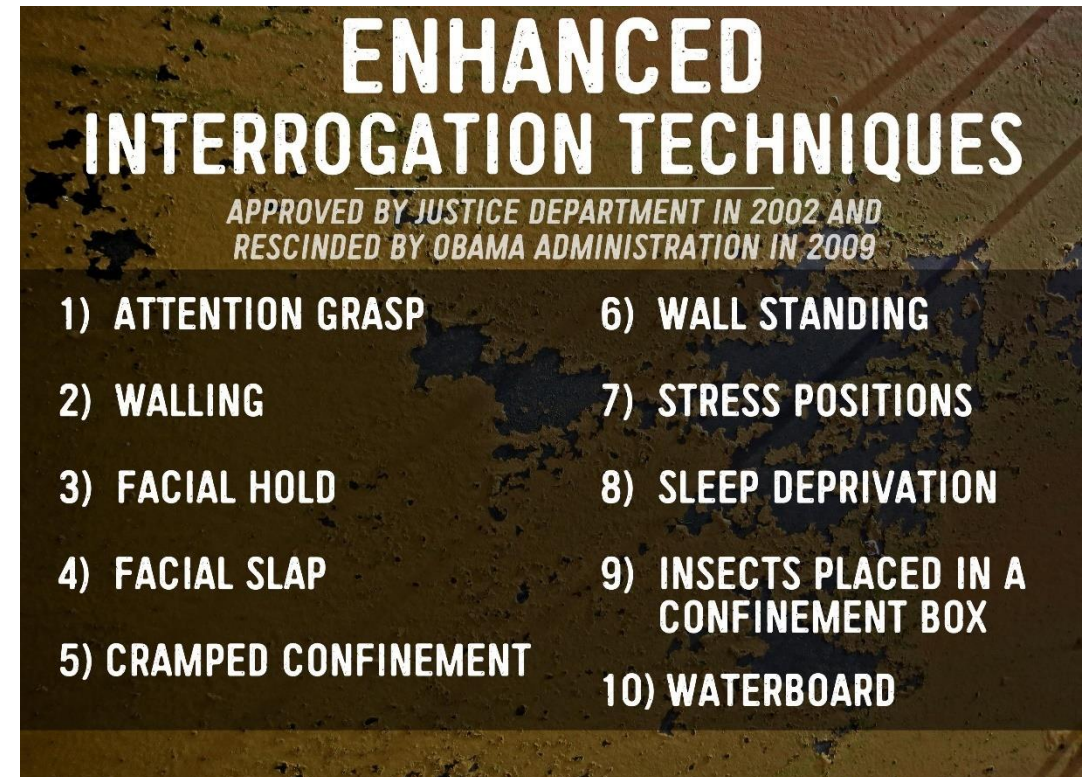 ENHANCED
INTERROGATION TECHNIQUES
APPROVED BY JUSTICE DEPARTMENT IN 2002 AND
RESCINDED BY OBAMA ADMINISTRATION IN 2009
1) ATTENTION GRASP
2) WALLING
3) FACIAL HOLD
4) FACIAL SLAP
5) CRAMPED CONFINEMENT
6) WALL STANDING
7) STRESS POSITIONS
8) SLEEP DEPRIVATION
9) INSECTS PLACED IN A
CONFINEMENT BOX
10) WATERBOARD